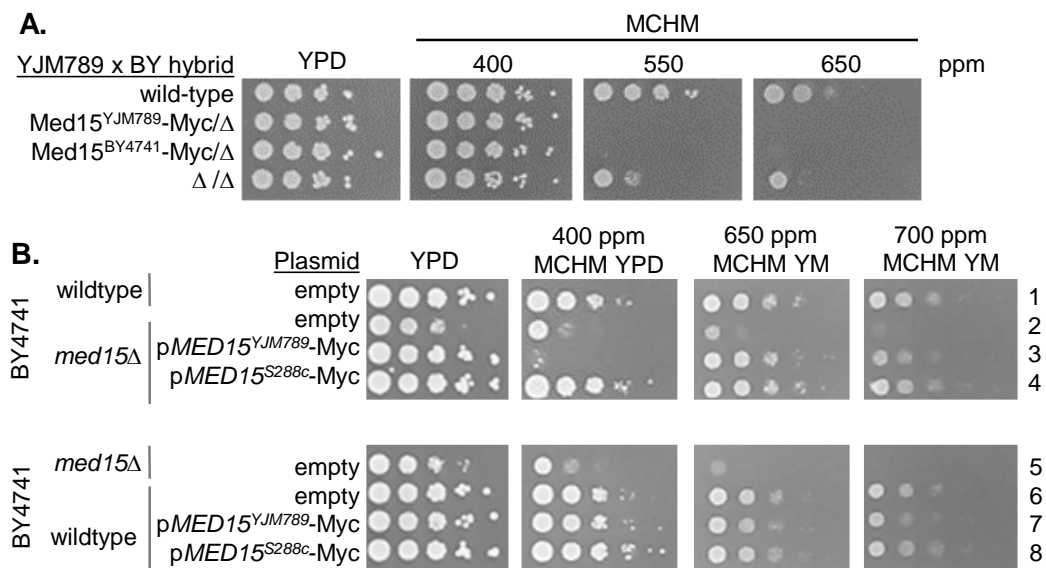 A.
MCHM
YJM789 x BY hybrid YPD 400 550 650 ppm
wild-type
Med15YJM789-Myc/Δ
Med15BY4741-Myc/Δ
Δ /Δ
B.
400 ppm 650 ppm 700 ppm
Plasmid YPD MCHM YPD MCHM YM MCHM YM
BY4741
wildtype empty 1
med15Δ empty 2
pMED15YJM789-Myc 3
pMED15S288c-Myc 4
BY4741
med15Δ empty 5
wildtype empty 6
pMED15YJM789-Myc 7
pMED15S288c-Myc 8